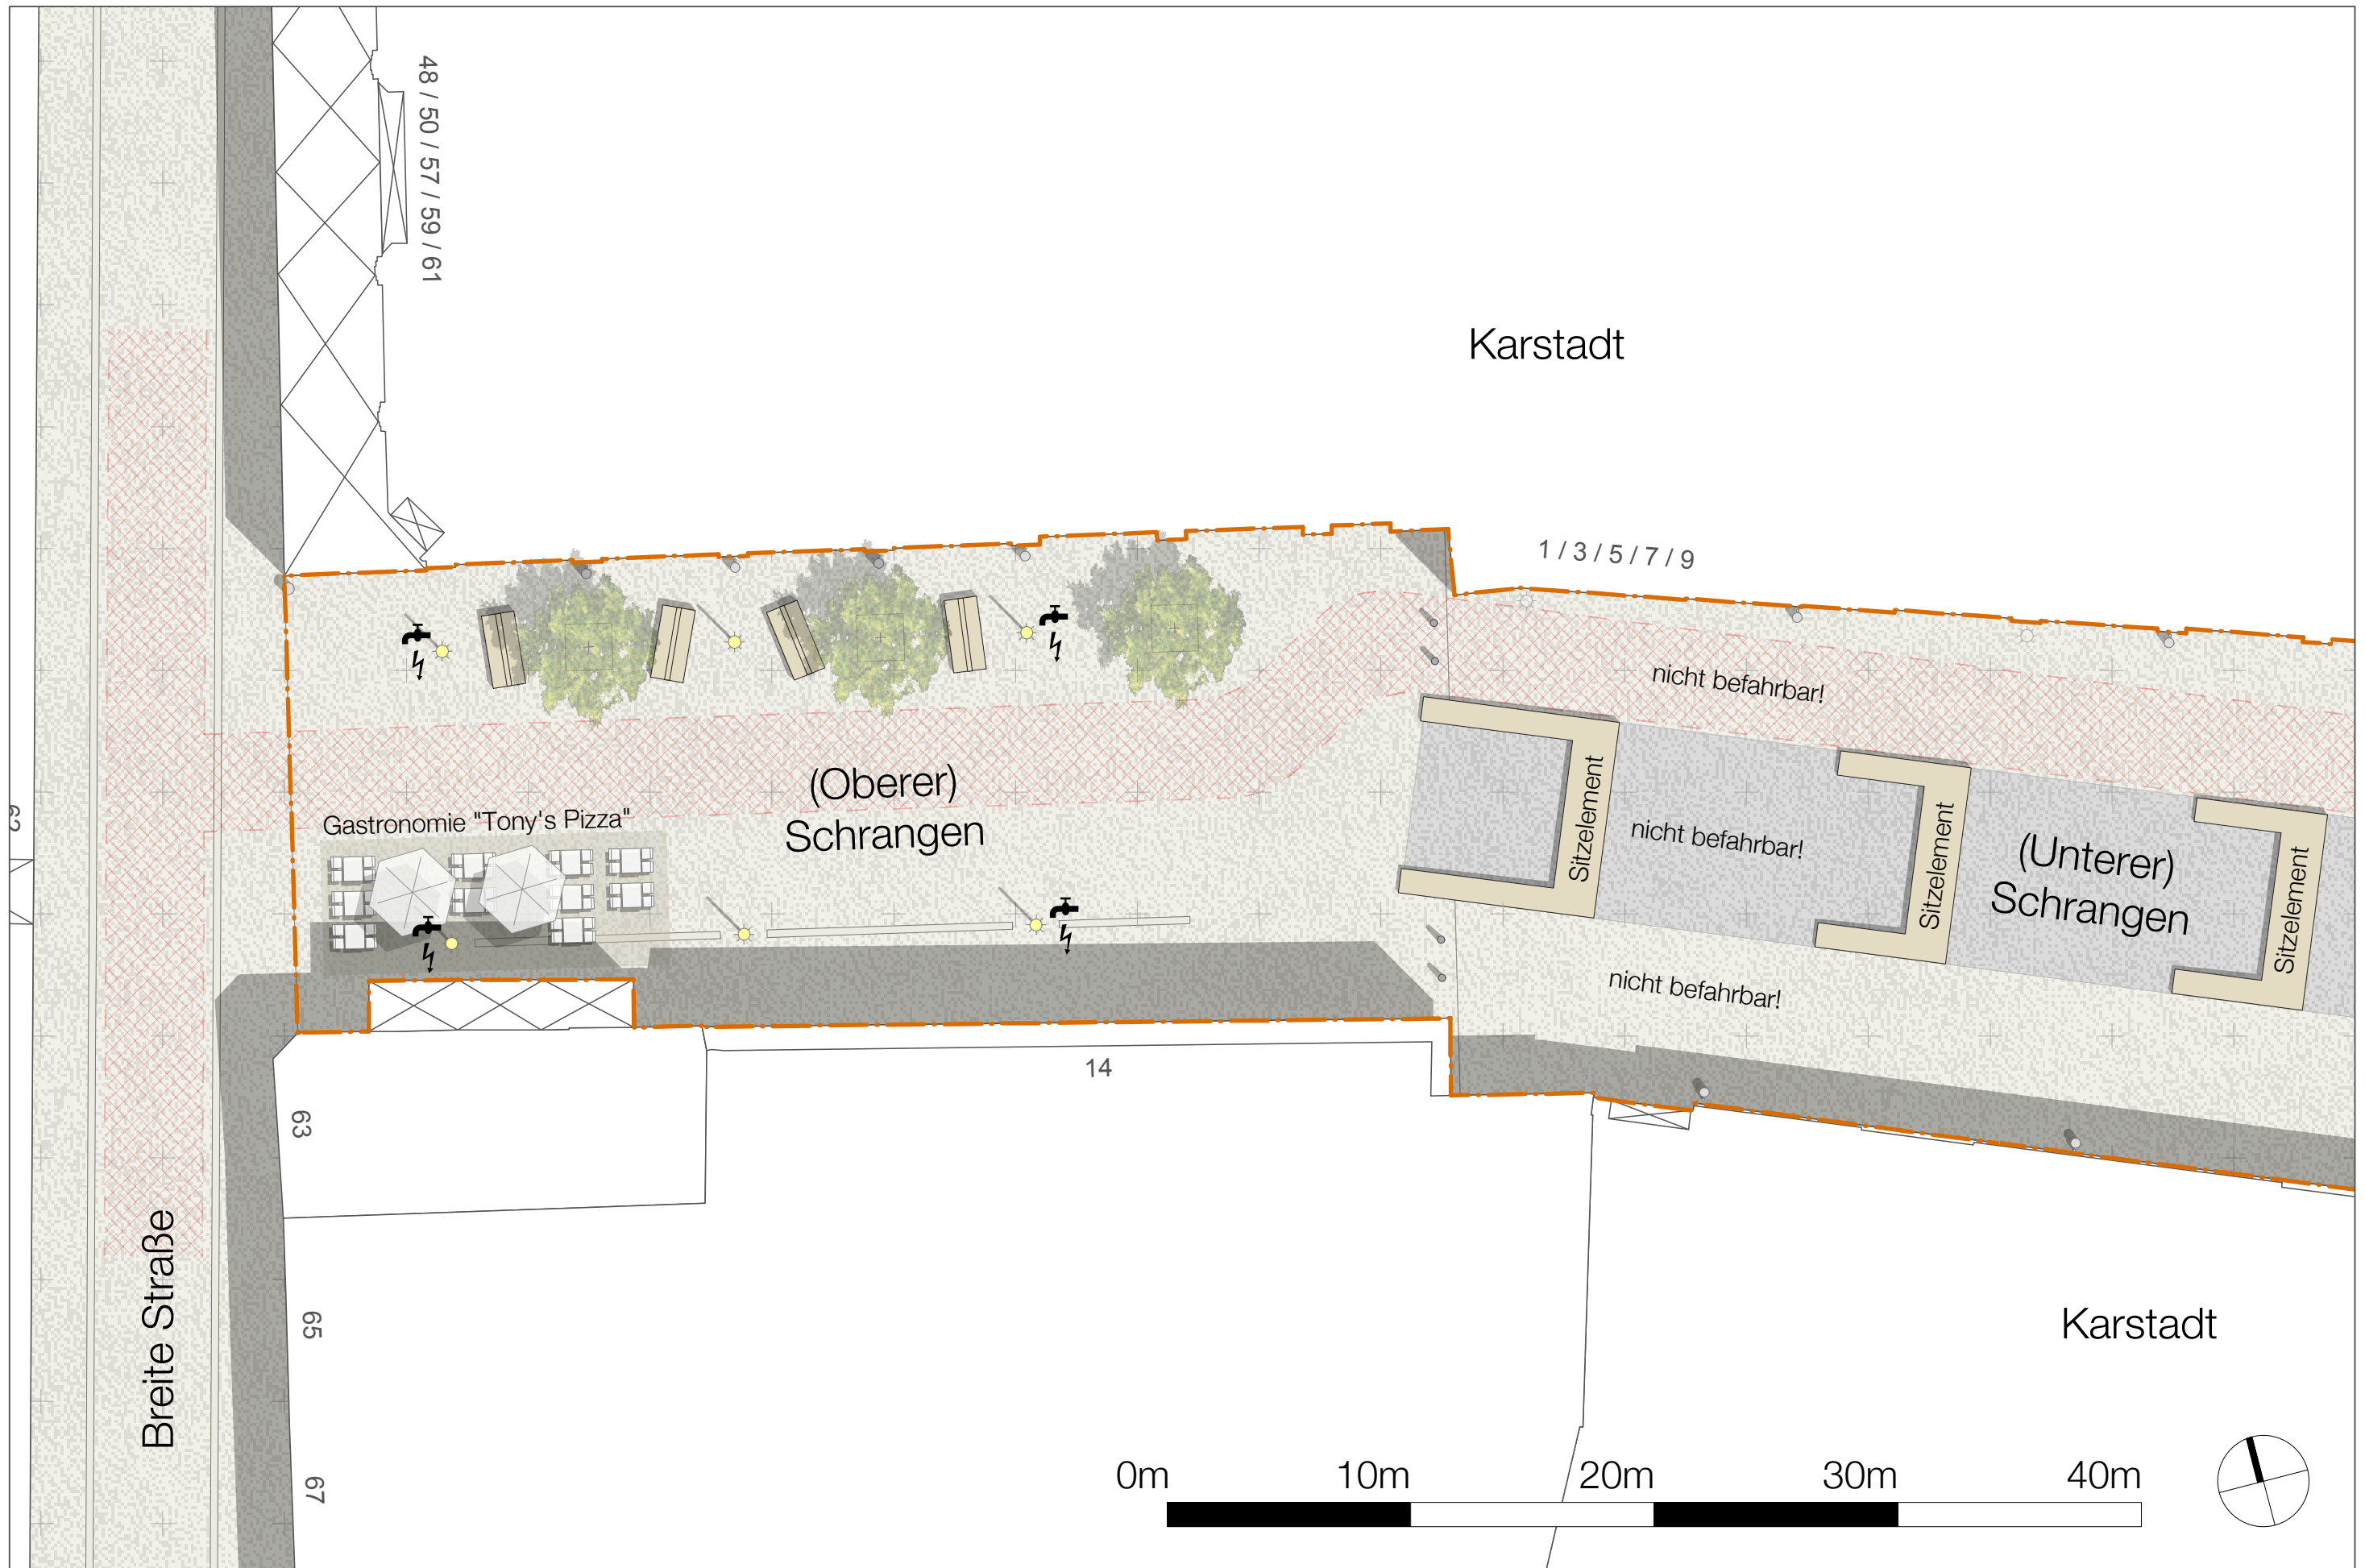 48 / 50 / 57 / 59 / 61
Karstadt
1 / 3 / 5 / 7 / 9
nicht befahrbar!
(Oberer)
Schrangen
Gastronomie "Tony's Pizza"
Sitzelement
nicht befahrbar!
Sitzelement
(Unterer)
Schrangen
Sitzelement
nicht befahrbar!
14
63
65
67
Breite Straße
Karstadt
0m 10m 20m 30m 40m